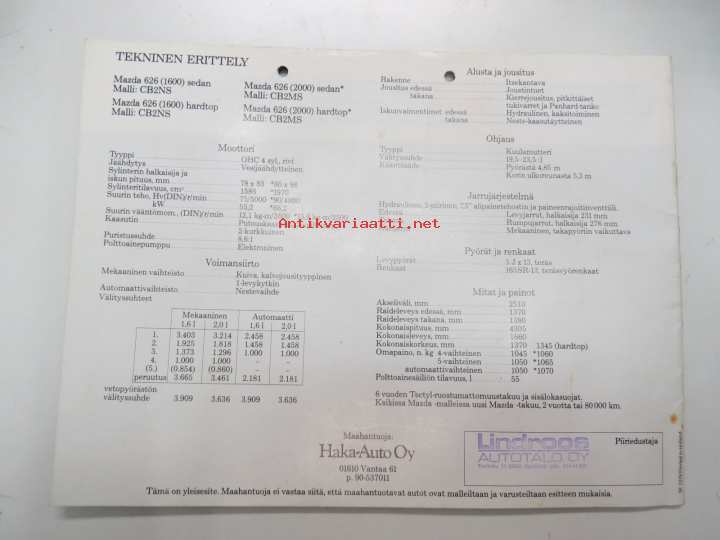 TEKNINEN ERITTELY
Mazda 626 (1600) sedan
Malli: CB2NS
Mazda 626 (1600) hardtop
Malli: CB2NS
Mazda 626 (2000) sedan*
Malli: CB2MS
Mazda 626 (2000) hardtop*
Malli: CB2MS
Moottori
Tyyppi OHC 4 syl, rivi
Jäähdytys Vesijäähdytteinen
Sylinterin halkaisija ja
iskun pituus, mm 78 x 83 *80 x 98
Sylinteritilavuus, cm³ 1586 *1970
Suurin teho, Hv(DIN)/r/min 75/5000 *90/4800
kW 55,2 *66,2
Suurin vääntömom., (DIN)/r/min 12,1 kg-m/
Kaasutin
2-kurkkuinen
Puristussuhde 8,6:1
Polttoainepumppu Elektroninen
Voimansiirto
Mekaaninen vaihteisto Kuiva, kalvojousityyppinen
1-levykytkin
Automaattivaihteisto Nestevaihde
Välityssuhteet
Mekaaninen Automaatti
1,6 l 2,0 l 1,6 l 2,0 l
1. 3.403 3.214 2.458 2.458
2. 1.925 1.818 1.458 1.458
3. 1.373 1.296 1.000 1.000
4. 1.000 1.000 – –
(5.) (0.854) (0.860) – –
peruutus 3.665 3.461 2.181 2.181
vetopyörästön
välityssuhde 3.909 3.636 3.909 3.636
Alusta ja jousitus
Rakenne Itsekantava
Jousitus edessä Joustintuet
takana Kierrejousitus, pitkittäiset
tukivarret ja Panhard-tanko
Iskunvaimentimet edessä Hydraulinen, kaksitoiminen
takana Neste-kaasutäytteinen
Ohjaus
Tyyppi Kuulamutteri
Välityssuhde 19,5–23,5:1
Kääntösäde Pyörästä 4,85 m
Korin ulkoreunasta 5,3 m
Jarrujärjestelmä
Hydraulinen, 2-piirinen, 7,5" alipainetehostin ja paineenrajoitinventtiili.
Edessä Levyjarrut, halkaisija 231 mm
Rumpujarrut, halkaisija 228 mm
Mekaaninen, takapyöriin vaikuttava
Pyörät ja renkaat
Levypyörät 5.2 x 13, teräs
Renkaat 165SR-13, teräsvyörenkaat
Mitat ja painot
Akseliväli, mm 2510
Raideleveys edessä, mm 1370
Raideleveys takana, mm 1380
Kokonaispituus, mm 4305
Kokonaisleveys, mm 1660
Kokonaiskorkeus, mm 1370 1345 (hardtop)
Omapaino, n. kg 4-vaihteinen 1045 *1060
5-vaihteinen 1050 *1065
automaattivaihteinen 1050 *1070
Polttoainesäiliön tilavuus, l 55
6 vuoden Tectyl-ruostumattomuustakuu ja sisälokasuojat.
Kaikissa Mazda -malleissa uusi Mazda -takuu, 2 vuotta tai 80 000 km.
Antikvariaatti.net
Maahantuoja:
Haka-Auto Oy
01610 Vantaa 61
p. 90-537011
Lindroos
AUTOTALO OY
Piiriedustaja
Tämä on yleisesite. Maahantuoja ei vastaa siitä, että maahantuotavat autot ovat malleiltaan ja varusteiltaan esitteen mukaisia.